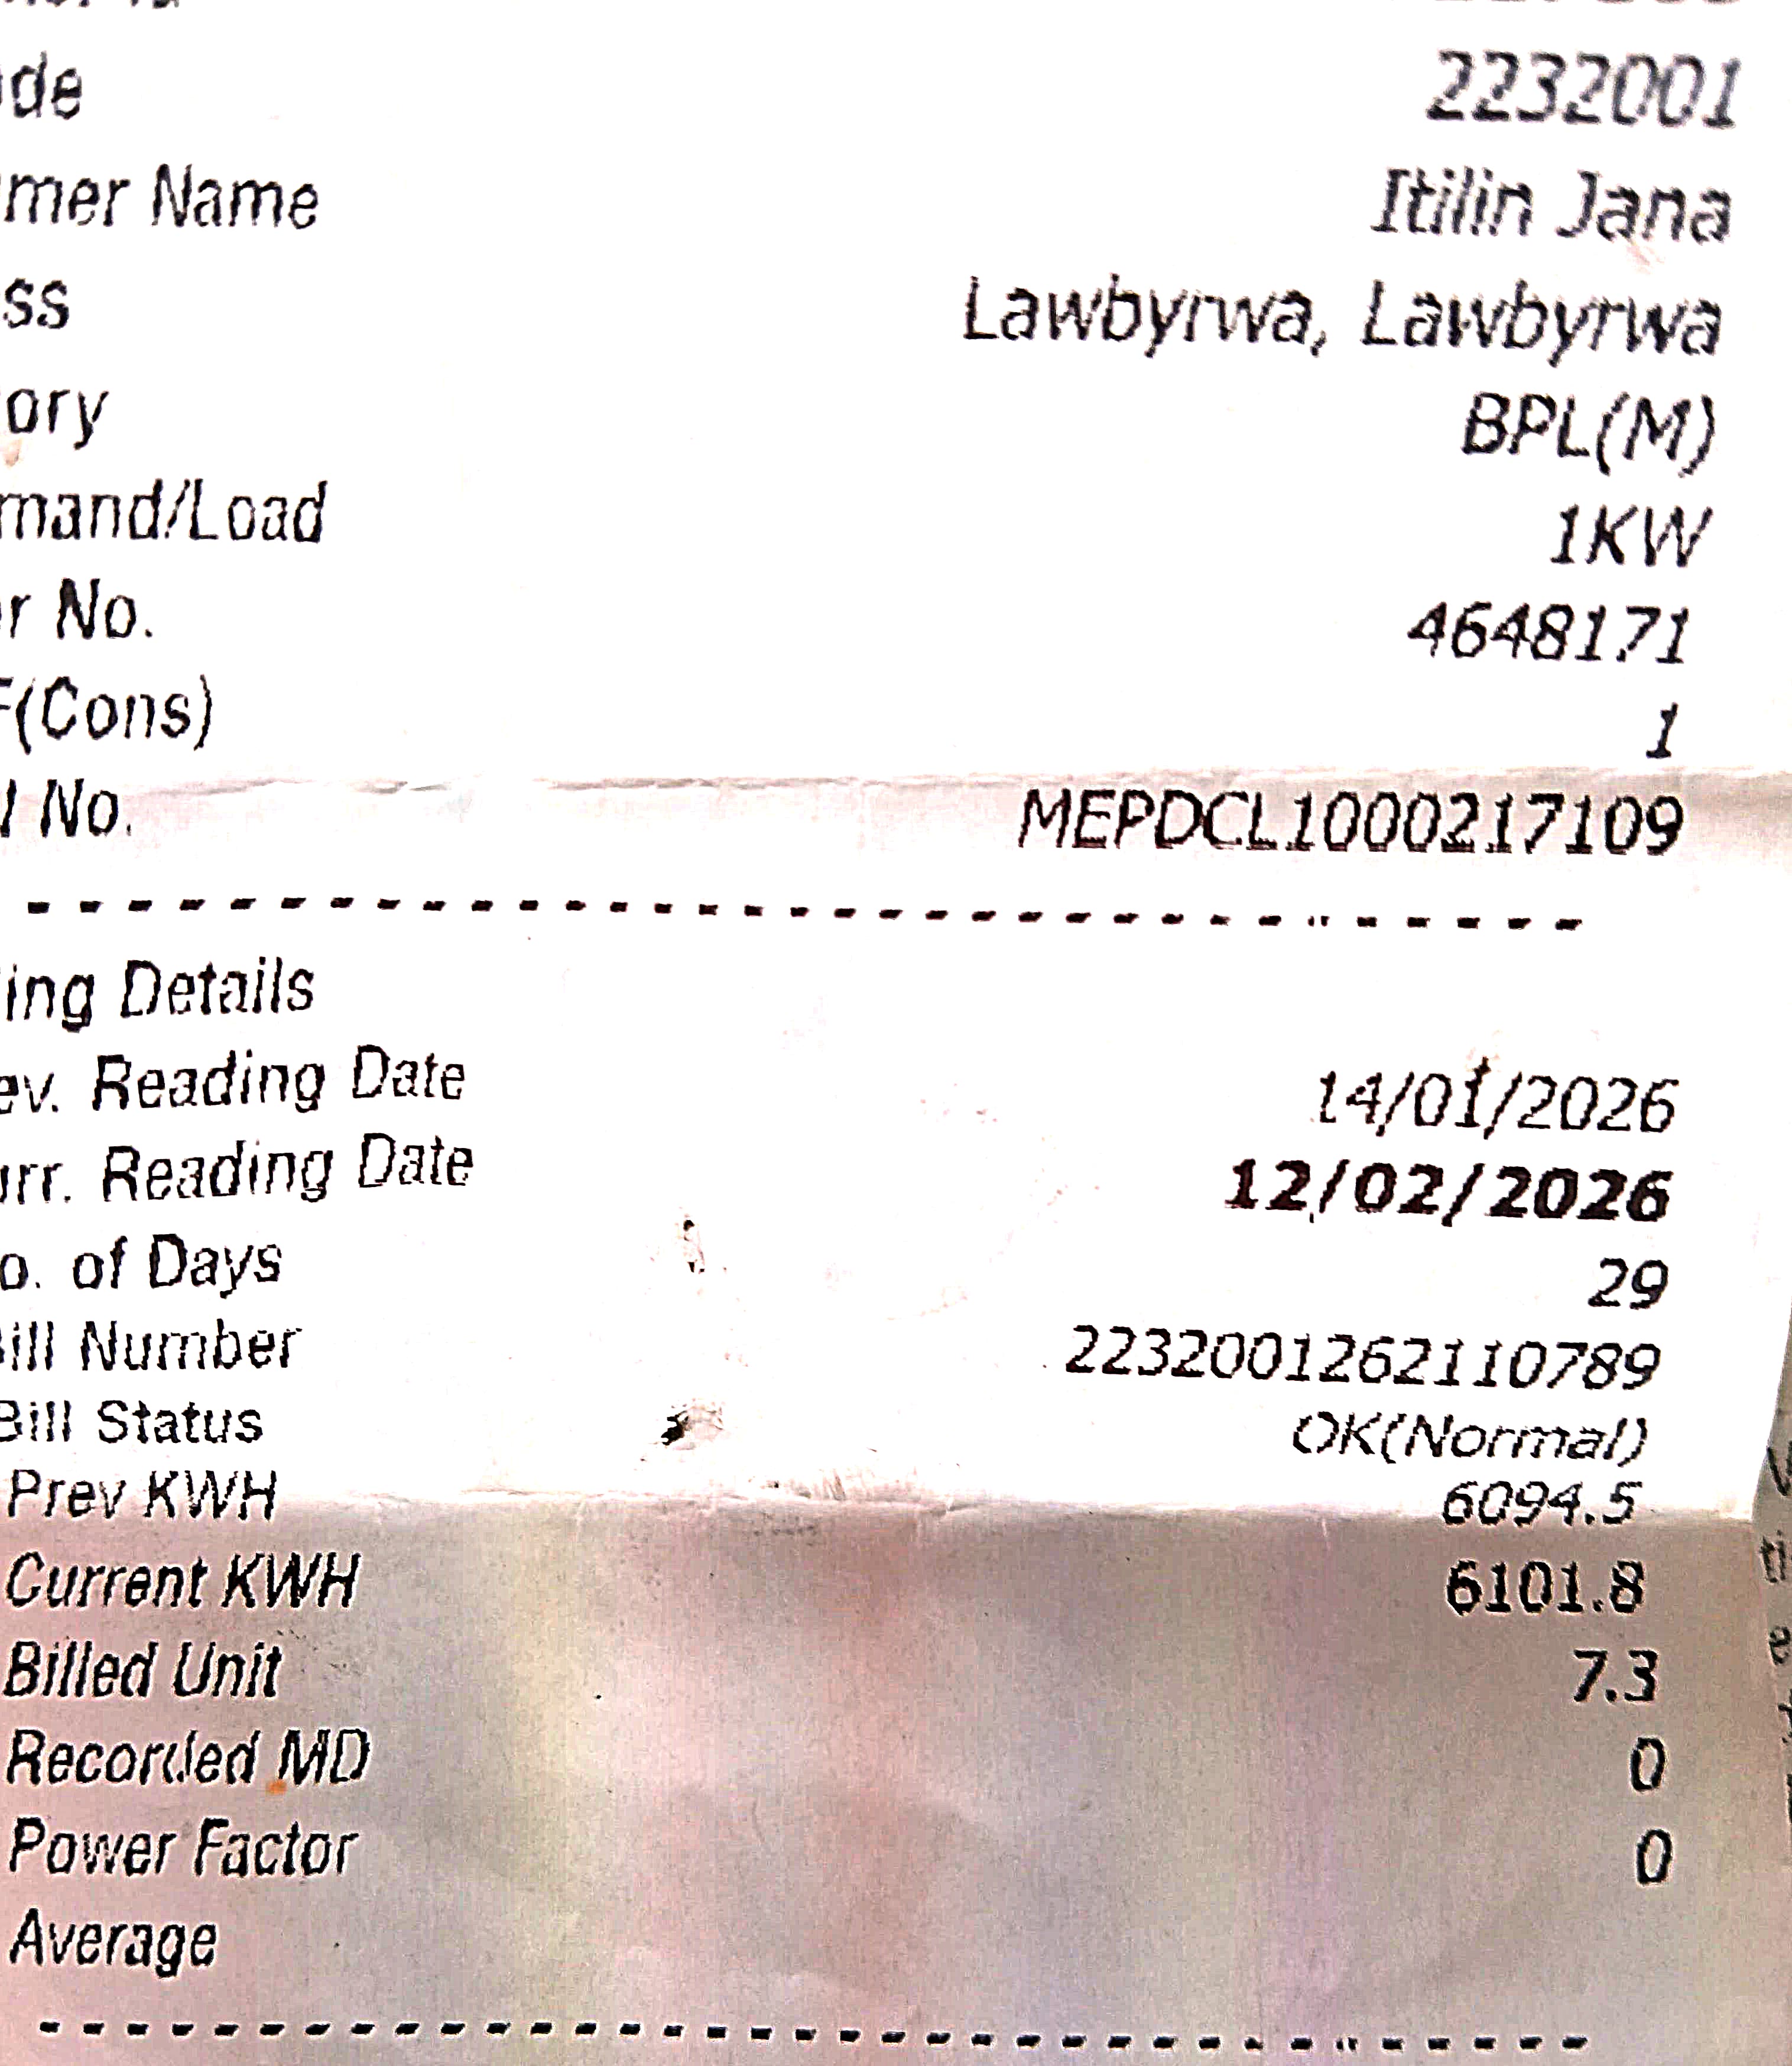 ode 2232001
mer Name Itilin Jana
ss Lawbyrwa, Lawbyrwa
ory BPL(M)
mand/Load 1KW
r No. 4648171
F(Cons) 1
l No. MEPDCL1000217109
ing Details
ev. Reading Date 14/01/2026
urr. Reading Date 12/02/2026
o. of Days 29
ill Number 2232001262110789
Bill Status OK(Normal)
Prev KWH 6094.5
Current KWH 6101.8
Billed Unit 7.3
Recorded MD 0
Power Factor 0
Average